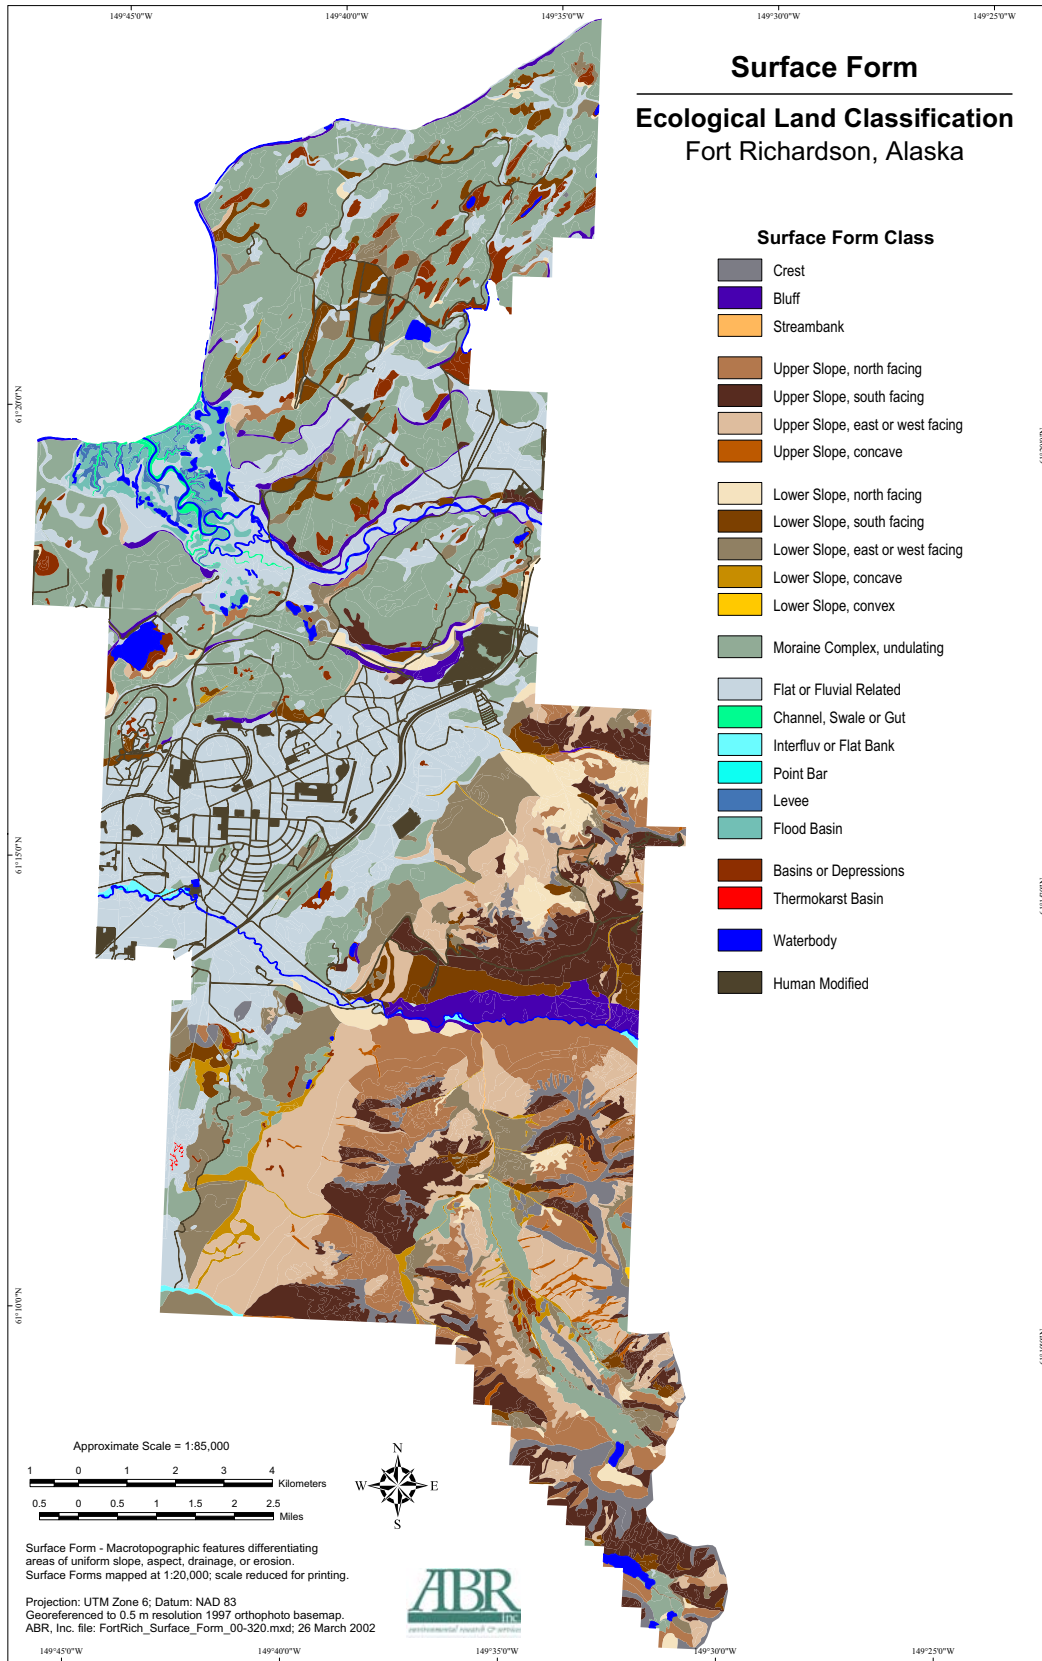 149°45'0"W
149°40'0"W
149°35'0"W
149°30'0"W
149°25'0"W
Surface Form
Ecological Land Classification
Fort Richardson, Alaska
Surface Form Class
Crest
Bluff
Streambank
Upper Slope, north facing
Upper Slope, south facing
Upper Slope, east or west facing
Upper Slope, concave
Lower Slope, north facing
Lower Slope, south facing
Lower Slope, east or west facing
Lower Slope, concave
Lower Slope, convex
Moraine Complex, undulating
Flat or Fluvial Related
Channel, Swale or Gut
Interfluv or Flat Bank
Point Bar
Levee
Flood Basin
Basins or Depressions
Thermokarst Basin
Waterbody
Human Modified
61°20'0"N
61°15'0"N
61°10'0"N
Approximate Scale = 1:85,000
1 0 1 2 3 4
Kilometers
0.5 0 0.5 1 1.5 2 2.5
Miles
N
W E
S
Surface Form - Macrotopographic features differentiating
areas of uniform slope, aspect, drainage, or erosion.
Surface Forms mapped at 1:20,000; scale reduced for printing.
Projection: UTM Zone 6; Datum: NAD 83
Georeferenced to 0.5 m resolution 1997 orthophoto basemap.
ABR, Inc. file: FortRich_Surface_Form_00-320.mxd; 26 March 2002
ABR
Inc.
environmental research & services
149°45'0"W
149°40'0"W
149°35'0"W
149°30'0"W
149°25'0"W